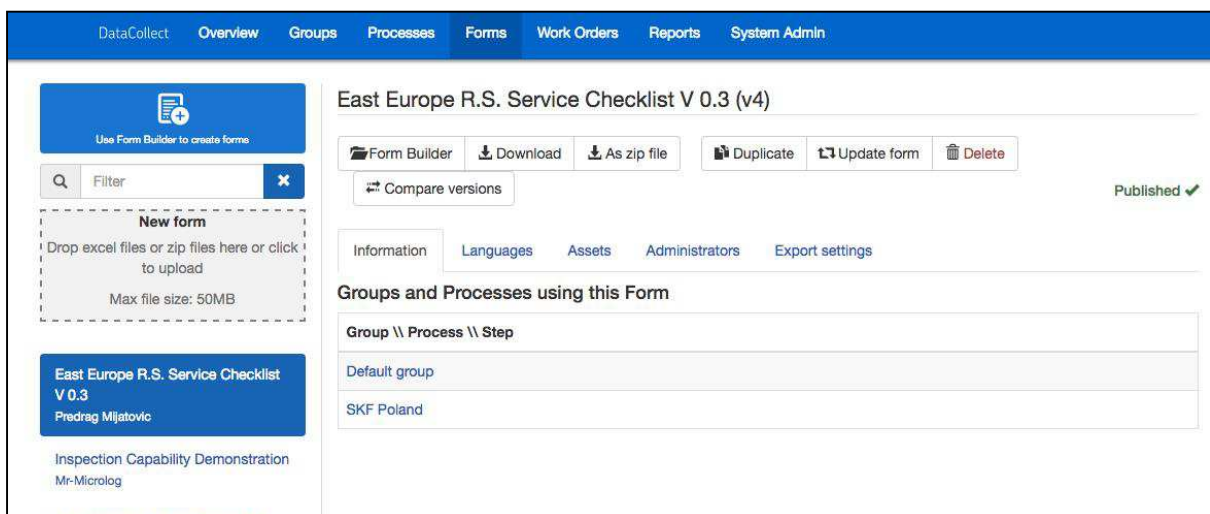 DataCollect Overview Groups Processes Forms Work Orders Reports System Admin
Use Form Builder to create forms
Filter
New form
Drop excel files or zip files here or click
to upload
Max file size: 50MB
East Europe R.S. Service Checklist
V 0.3
Predrag Mijatovic
Inspection Capability Demonstration
Mr-Microlog
East Europe R.S. Service Checklist V 0.3 (v4)
Form Builder Download As zip file Duplicate Update form Delete
Compare versions
Published
Information Languages Assets Administrators Export settings
Groups and Processes using this Form
Group \\ Process \\ Step
Default group
SKF Poland